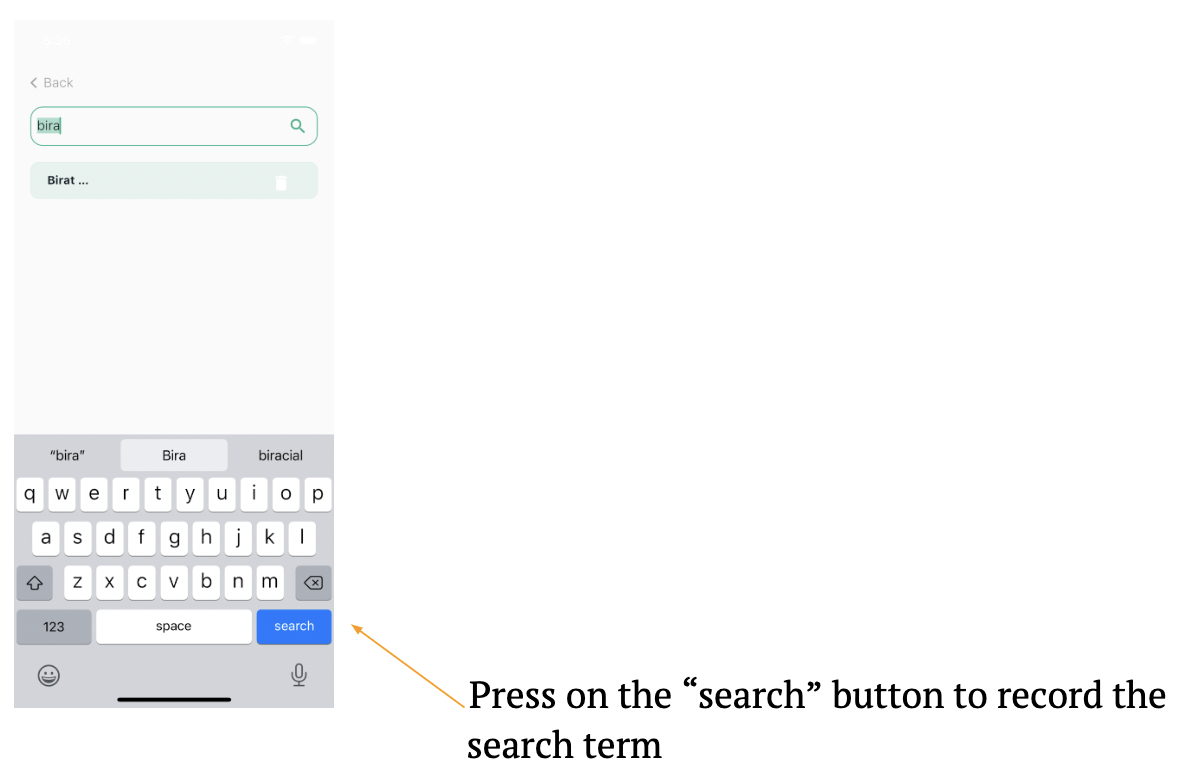 Back
bira
Birat ...
“bira” Bira biracial
q w e r t y u i o p
a s d f g h j k l
z x c v b n m
123 space search
Press on the “search” button to record the
search term